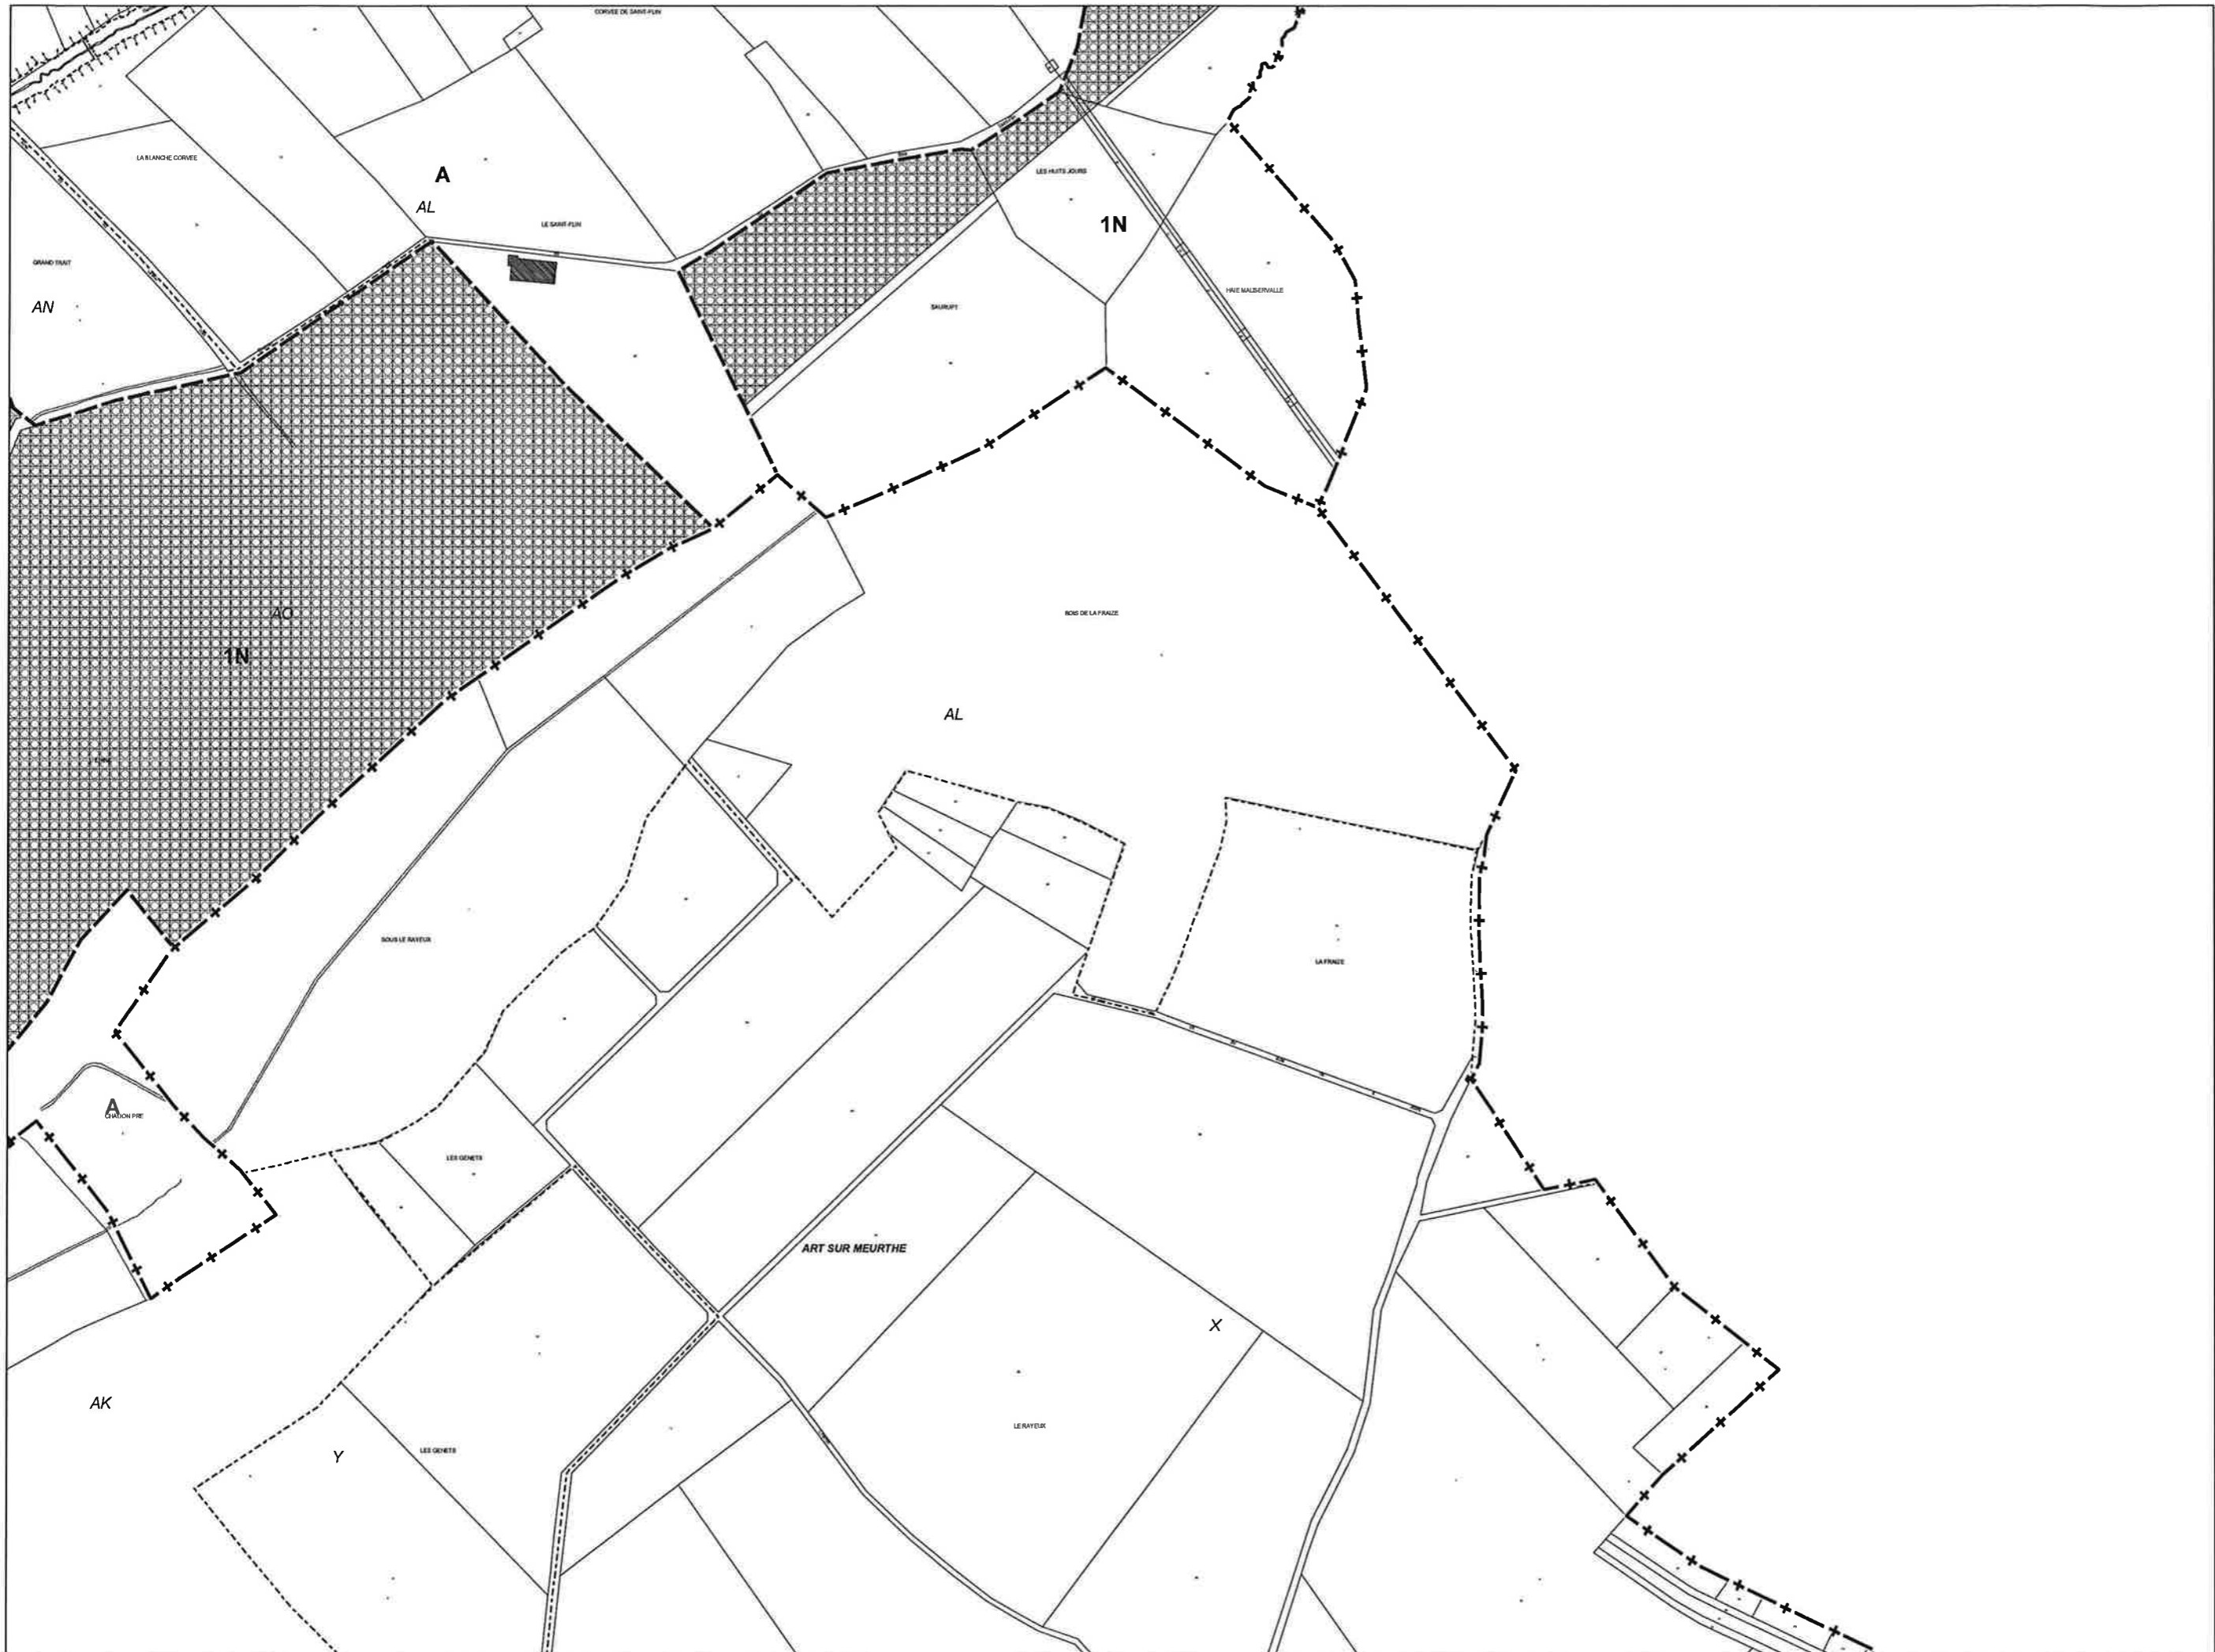 CORVEE DE SAINT-FLIN
LA BLANCHE CORVEE
A
AL
LES HUITS JOURS
1N
LE SAINT-FLIN
GRAND TRAIT
AN
SAURUPT
HAIE MALBERVALLE
AO
1N
BOIS DE LA FRAIZE
AL
SOUS LE RAYEUX
LA FRAIZE
A
CHARDON PRE
LES GENETS
ART SUR MEURTHE
X
AK
LE RAYEUX
Y
LES GENETS